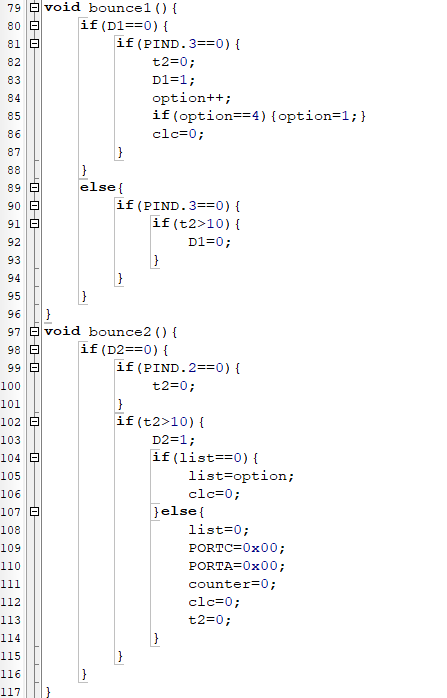 79 void bounce1(){
80 if(D1==0){
81 if(PIND.3==0){
82 t2=0;
83 D1=1;
84 option++;
85 if(option==4){option=1;}
86 clc=0;
87 }
88 }
89 else{
90 if(PIND.3==0){
91 if(t2>10){
92 D1=0;
93 }
94 }
95 }
96 }
97 void bounce2(){
98 if(D2==0){
99 if(PIND.2==0){
100 t2=0;
101 }
102 if(t2>10){
103 D2=1;
104 if(list==0){
105 list=option;
106 clc=0;
107 }else{
108 list=0;
109 PORTC=0x00;
110 PORTA=0x00;
111 counter=0;
112 clc=0;
113 t2=0;
114 }
115 }
116 }
117 }